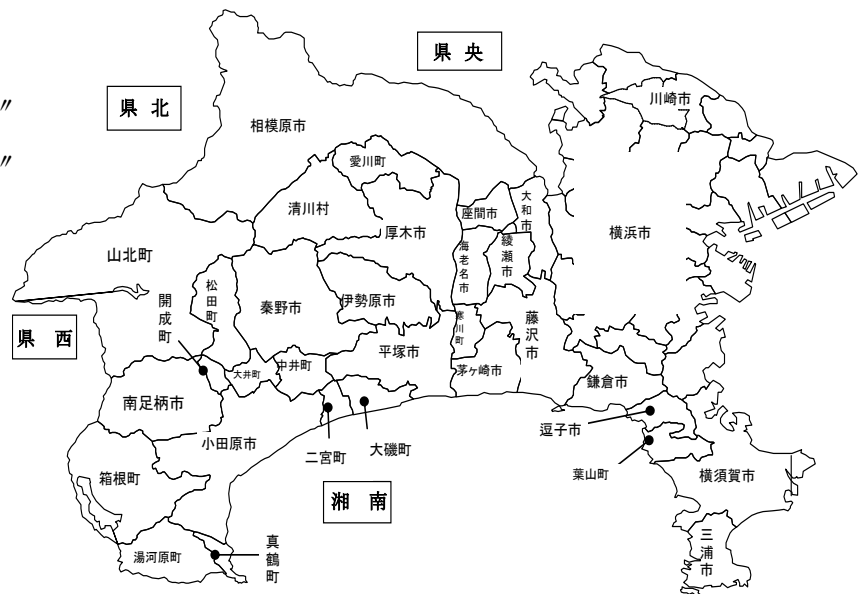 県 央
〃
県 北
〃
川崎市
相模原市
愛川町
清川村
座間市
大和市
厚木市
横浜市
海老名市
綾瀬市
山北町
松田町
秦野市
伊勢原市
開成町
県 西
寒川町
藤沢市
平塚市
大井町
中井町
茅ヶ崎市
鎌倉市
南足柄市
小田原市
逗子市
二宮町
大磯町
葉山町
箱根町
横須賀市
湘 南
真鶴町
湯河原町
三浦市